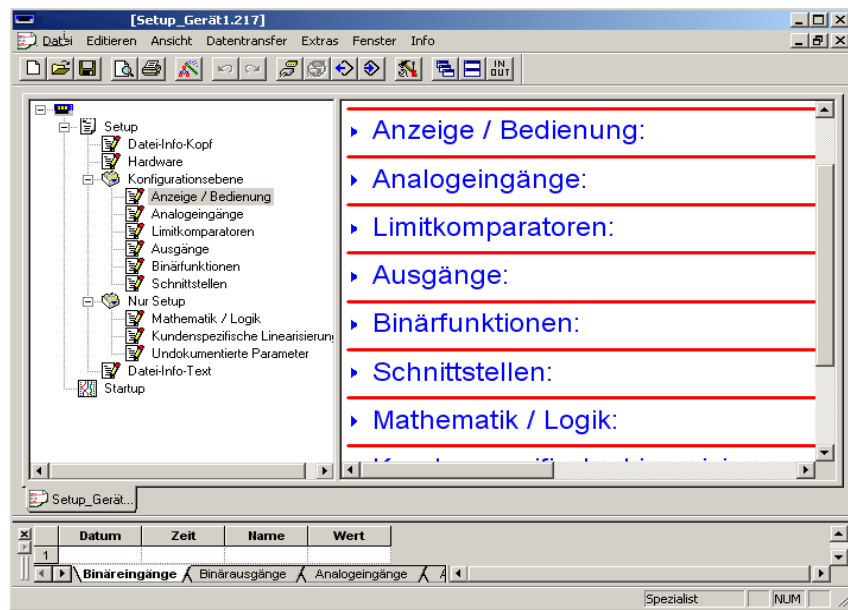 [Setup_Gerät1.217]
Datei Editieren Ansicht Datentransfer Extras Fenster Info
IN OUT
Setup
Datei-Info-Kopf
Hardware
Konfigurationsebene
Anzeige / Bedienung
Analogeingänge
Limitkomparatoren
Ausgänge
Binärfunktionen
Schnittstellen
Nur Setup
Mathematik / Logik
Kundenspezifische Linearisierung
Undokumentierte Parameter
Datei-Info-Text
Startup
Anzeige / Bedienung:
Analogeingänge:
Limitkomparatoren:
Ausgänge:
Binärfunktionen:
Schnittstellen:
Mathematik / Logik:
Setup_Gerät...
Datum Zeit Name Wert
1
Binäreingänge Binärausgänge Analogeingänge A
Spezialist NUM